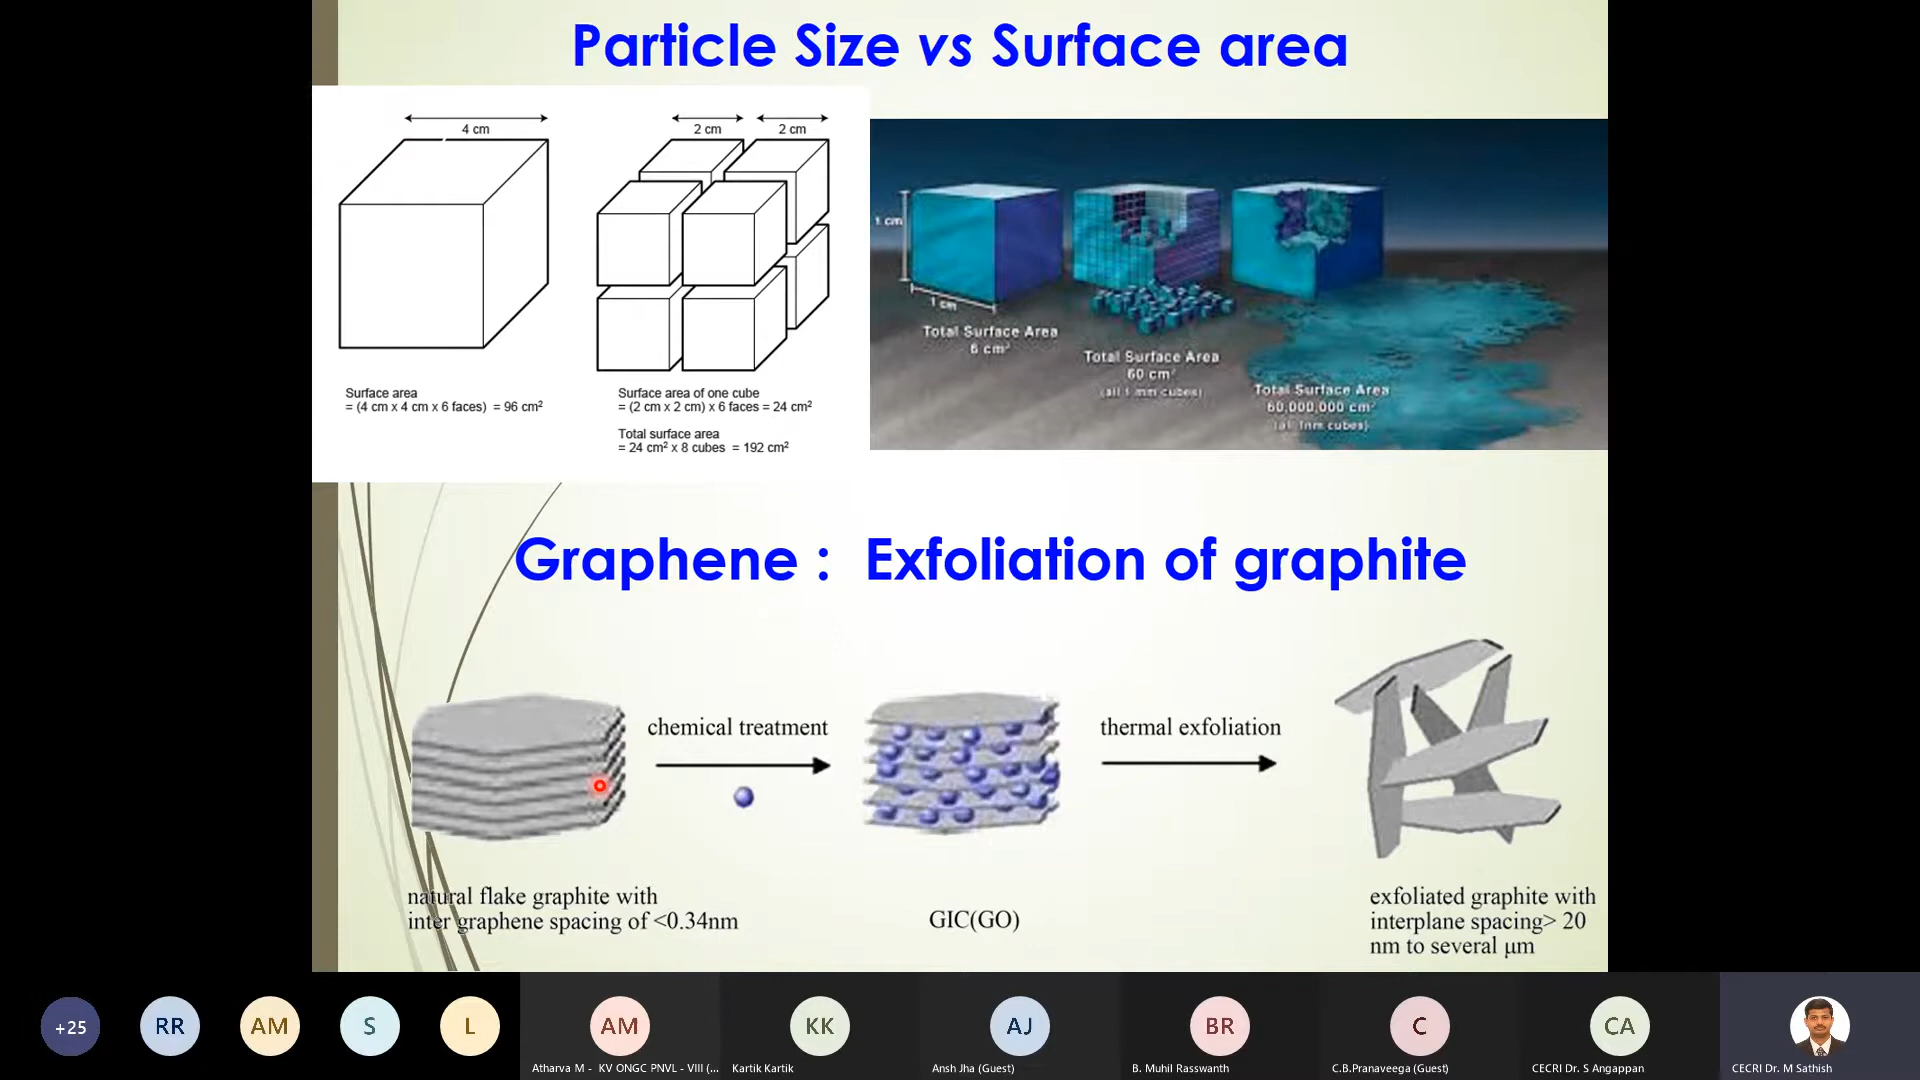 Particle Size vs Surface area
4 cm
2 cm
2 cm
Surface area
= (4 cm x 4 cm x 6 faces) = 96 cm²
Surface area of one cube
= (2 cm x 2 cm) x 6 faces = 24 cm²
Total surface area
= 24 cm² x 8 cubes = 192 cm²
1 cm
1 cm
Total Surface Area
6 cm²
Total Surface Area
60 cm²
(all 1 mm cubes)
Total Surface Area
60,000,000 cm²
(al 1nm cubes)
Graphene : Exfoliation of graphite
chemical treatment
thermal exfoliation
natural flake graphite with
inter graphene spacing of <0.34nm
GIC(GO)
exfoliated graphite with
interplane spacing> 20
nm to several μm
+25
RR
AM
S
L
AM
KK
AJ
BR
C
CA
Atharva M - KV ONGC PNVL - VIII (...
Kartik Kartik
Ansh Jha (Guest)
B. Muhil Rasswanth
C.B.Pranaveega (Guest)
CECRI Dr. S Angappan
CECRI Dr. M Sathish